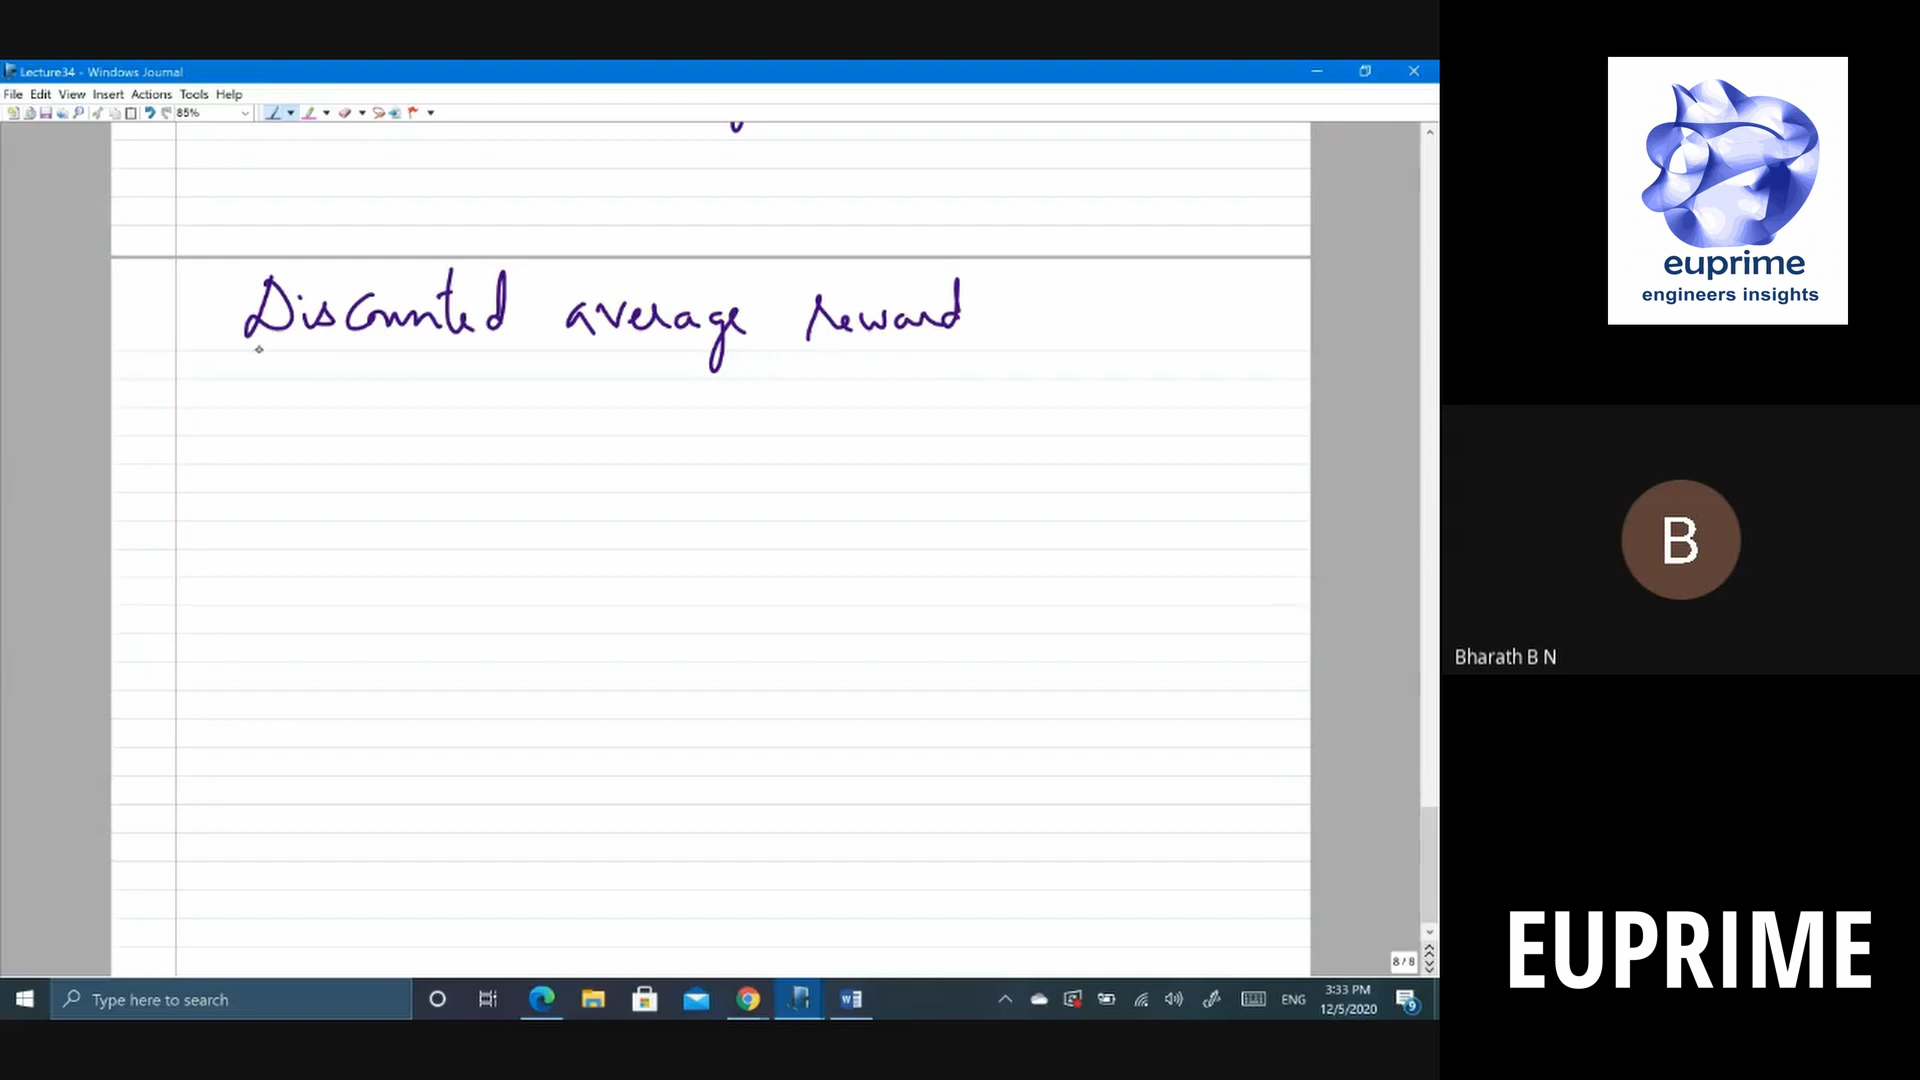 Lecture34 - Windows Journal
File Edit View Insert Actions Tools Help
85%
Discounted average reward
euprime
engineers insights
B
Bharath B N
EUPRIME
8 / 8
Type here to search
ENG
3:33 PM
12/5/2020
9